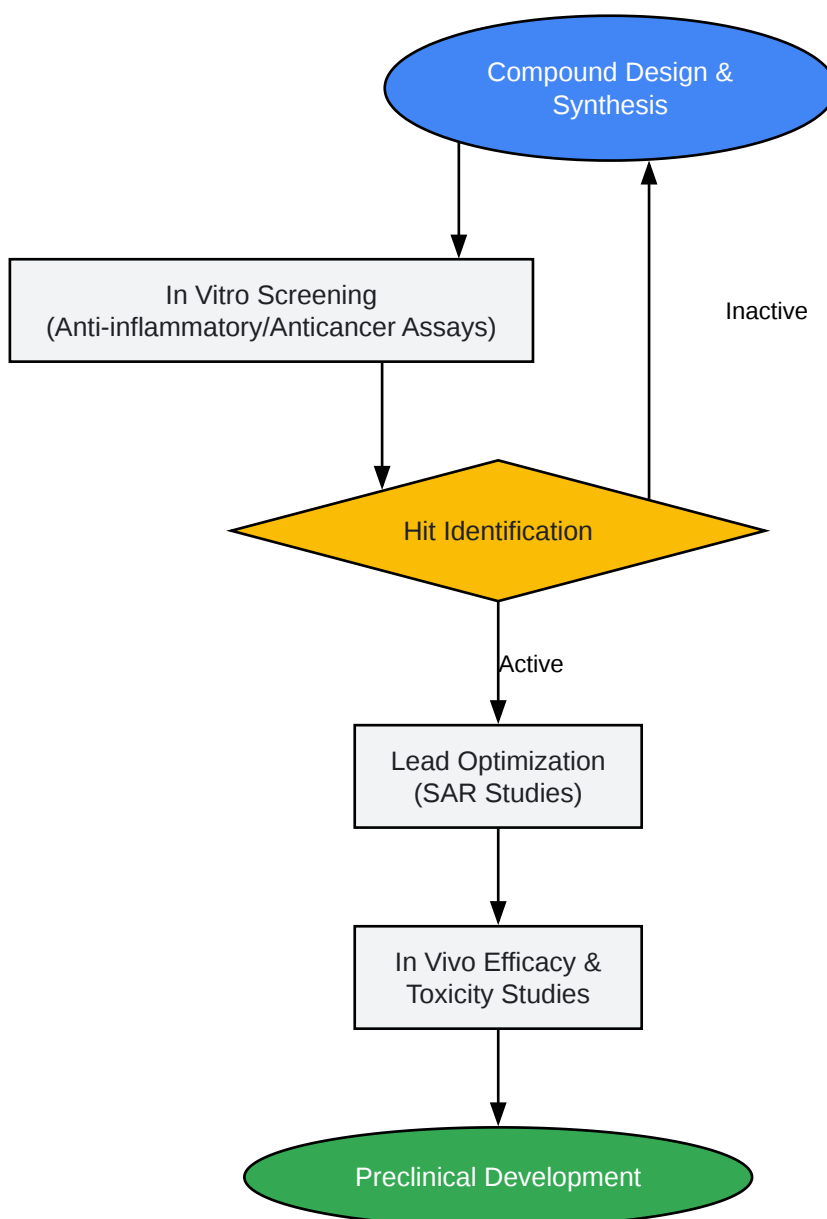 Compound Design &
Synthesis
In Vitro Screening
(Anti-inflammatory/Anticancer Assays)
Inactive
Hit Identification
Active
Lead Optimization
(SAR Studies)
In Vivo Efficacy &
Toxicity Studies
Preclinical Development